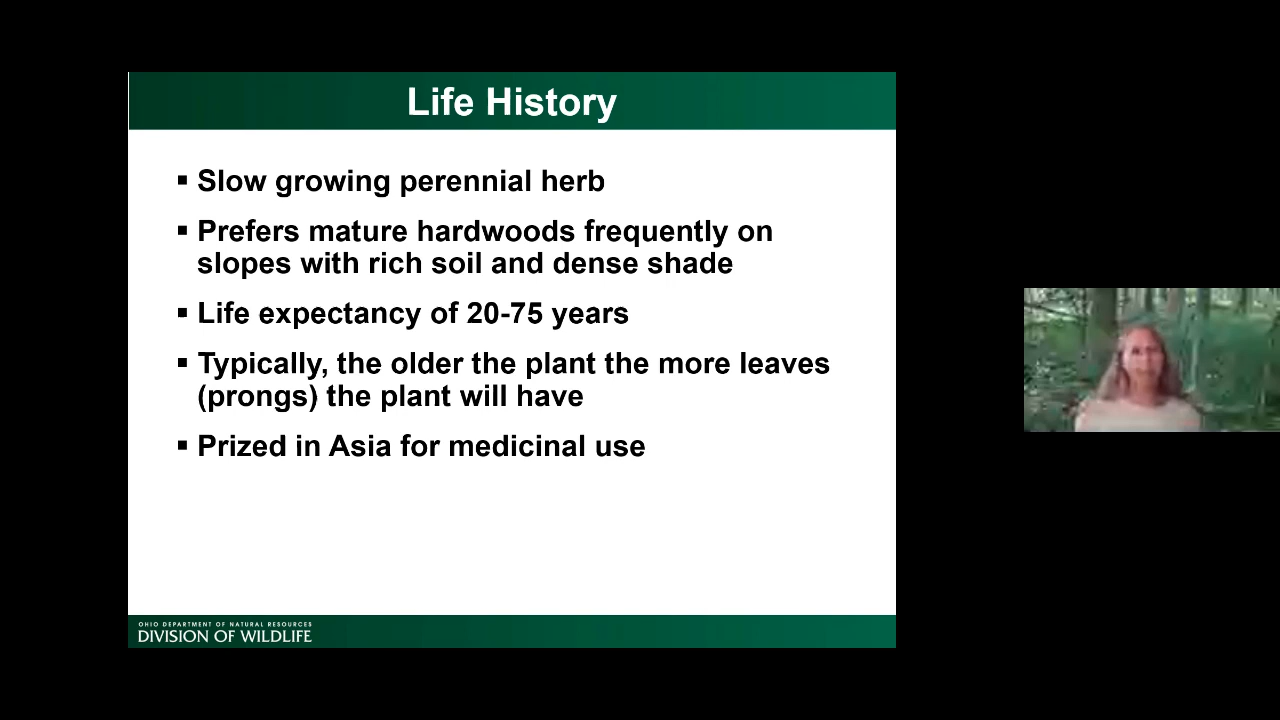 Life History
▪ Slow growing perennial herb
▪ Prefers mature hardwoods frequently on
slopes with rich soil and dense shade
▪ Life expectancy of 20-75 years
▪ Typically, the older the plant the more leaves
(prongs) the plant will have
▪ Prized in Asia for medicinal use
OHIO DEPARTMENT OF NATURAL RESOURCES
DIVISION OF WILDLIFE